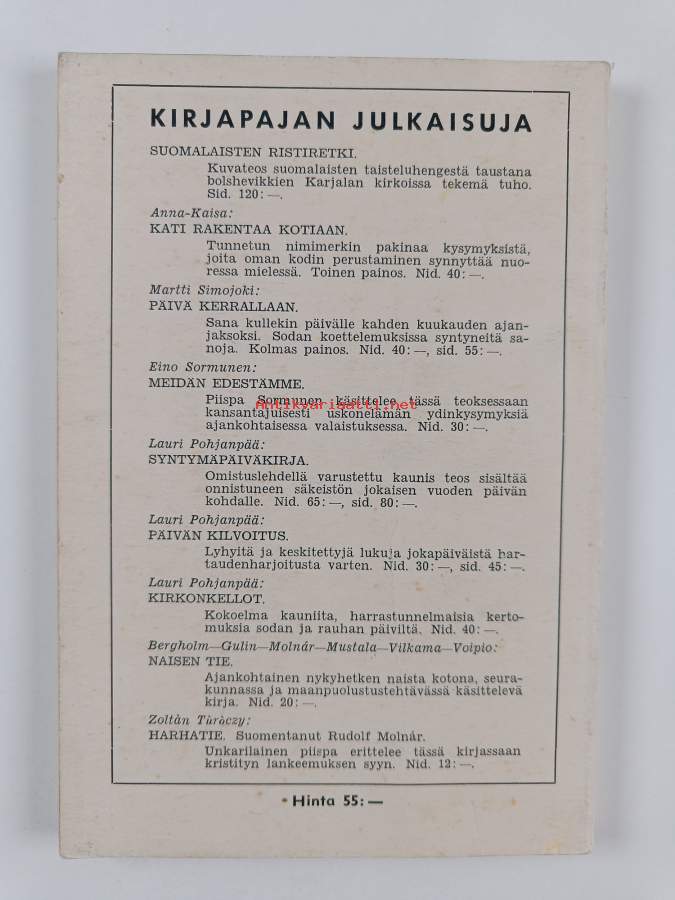 KIRJAPAJAN JULKAISUJA
SUOMALAISTEN RISTIRETKI.
Kuvateos suomalaisten taisteluhengestä taustana
bolshevikkien Karjalan kirkoissa tekemä tuho.
Sid. 120: —.
Anna-Kaisa:
KATI RAKENTAA KOTIAAN.
Tunnetun nimimerkin pakinaa kysymyksistä,
joita oman kodin perustaminen synnyttää nuo-
ressa mielessä. Toinen painos. Nid. 40: —.
Martti Simojoki:
PÄIVÄ KERRALLAAN.
Sana kullekin päivälle kahden kuukauden ajan-
jaksoksi. Sodan koettelemuksissa syntyneitä sa-
noja. Kolmas painos. Nid. 40: —, sid. 55: —.
Eino Sormunen:
MEIDÄN EDESTÄMME.
Piispa Sormunen käsittelee tässä teoksessaan
antikvariaatti.net
kansantajuisesti uskonelämän ydinkysymyksiä
ajankohtaisessa valaistuksessa. Nid. 30: —.
Lauri Pohjanpää:
SYNTYMÄPÄIVÄKIRJA.
Omistuslehdellä varustettu kaunis teos sisältää
onnistuneen säkeistön jokaisen vuoden päivän
kohdalle. Nid. 65: —, sid. 80: —.
Lauri Pohjanpää:
PÄIVÄN KILVOITUS.
Lyhyitä ja keskitettyjä lukuja jokapäiväistä har-
taudenharjoitusta varten. Nid. 30: —, sid. 45: —.
Lauri Pohjanpää:
KIRKONKELLOT.
Kokoelma kauniita, harrastunnelmaisia kerto-
muksia sodan ja rauhan päiviltä. Nid. 40: —.
Bergholm—Gulin—Molnár—Mustala—Vilkama—Voipio:
NAISEN TIE.
Ajankohtainen nykyhetken naista kotona, seura-
kunnassa ja maanpuolustustehtävässä käsittelevä
kirja. Nid. 20: —.
Zoltàn Túróczy:
HARHATIE. Suomentanut Rudolf Molnár.
Unkarilainen piispa erittelee tässä kirjassaan
kristityn lankeemuksen syyn. Nid. 12: —.
Hinta 55: —